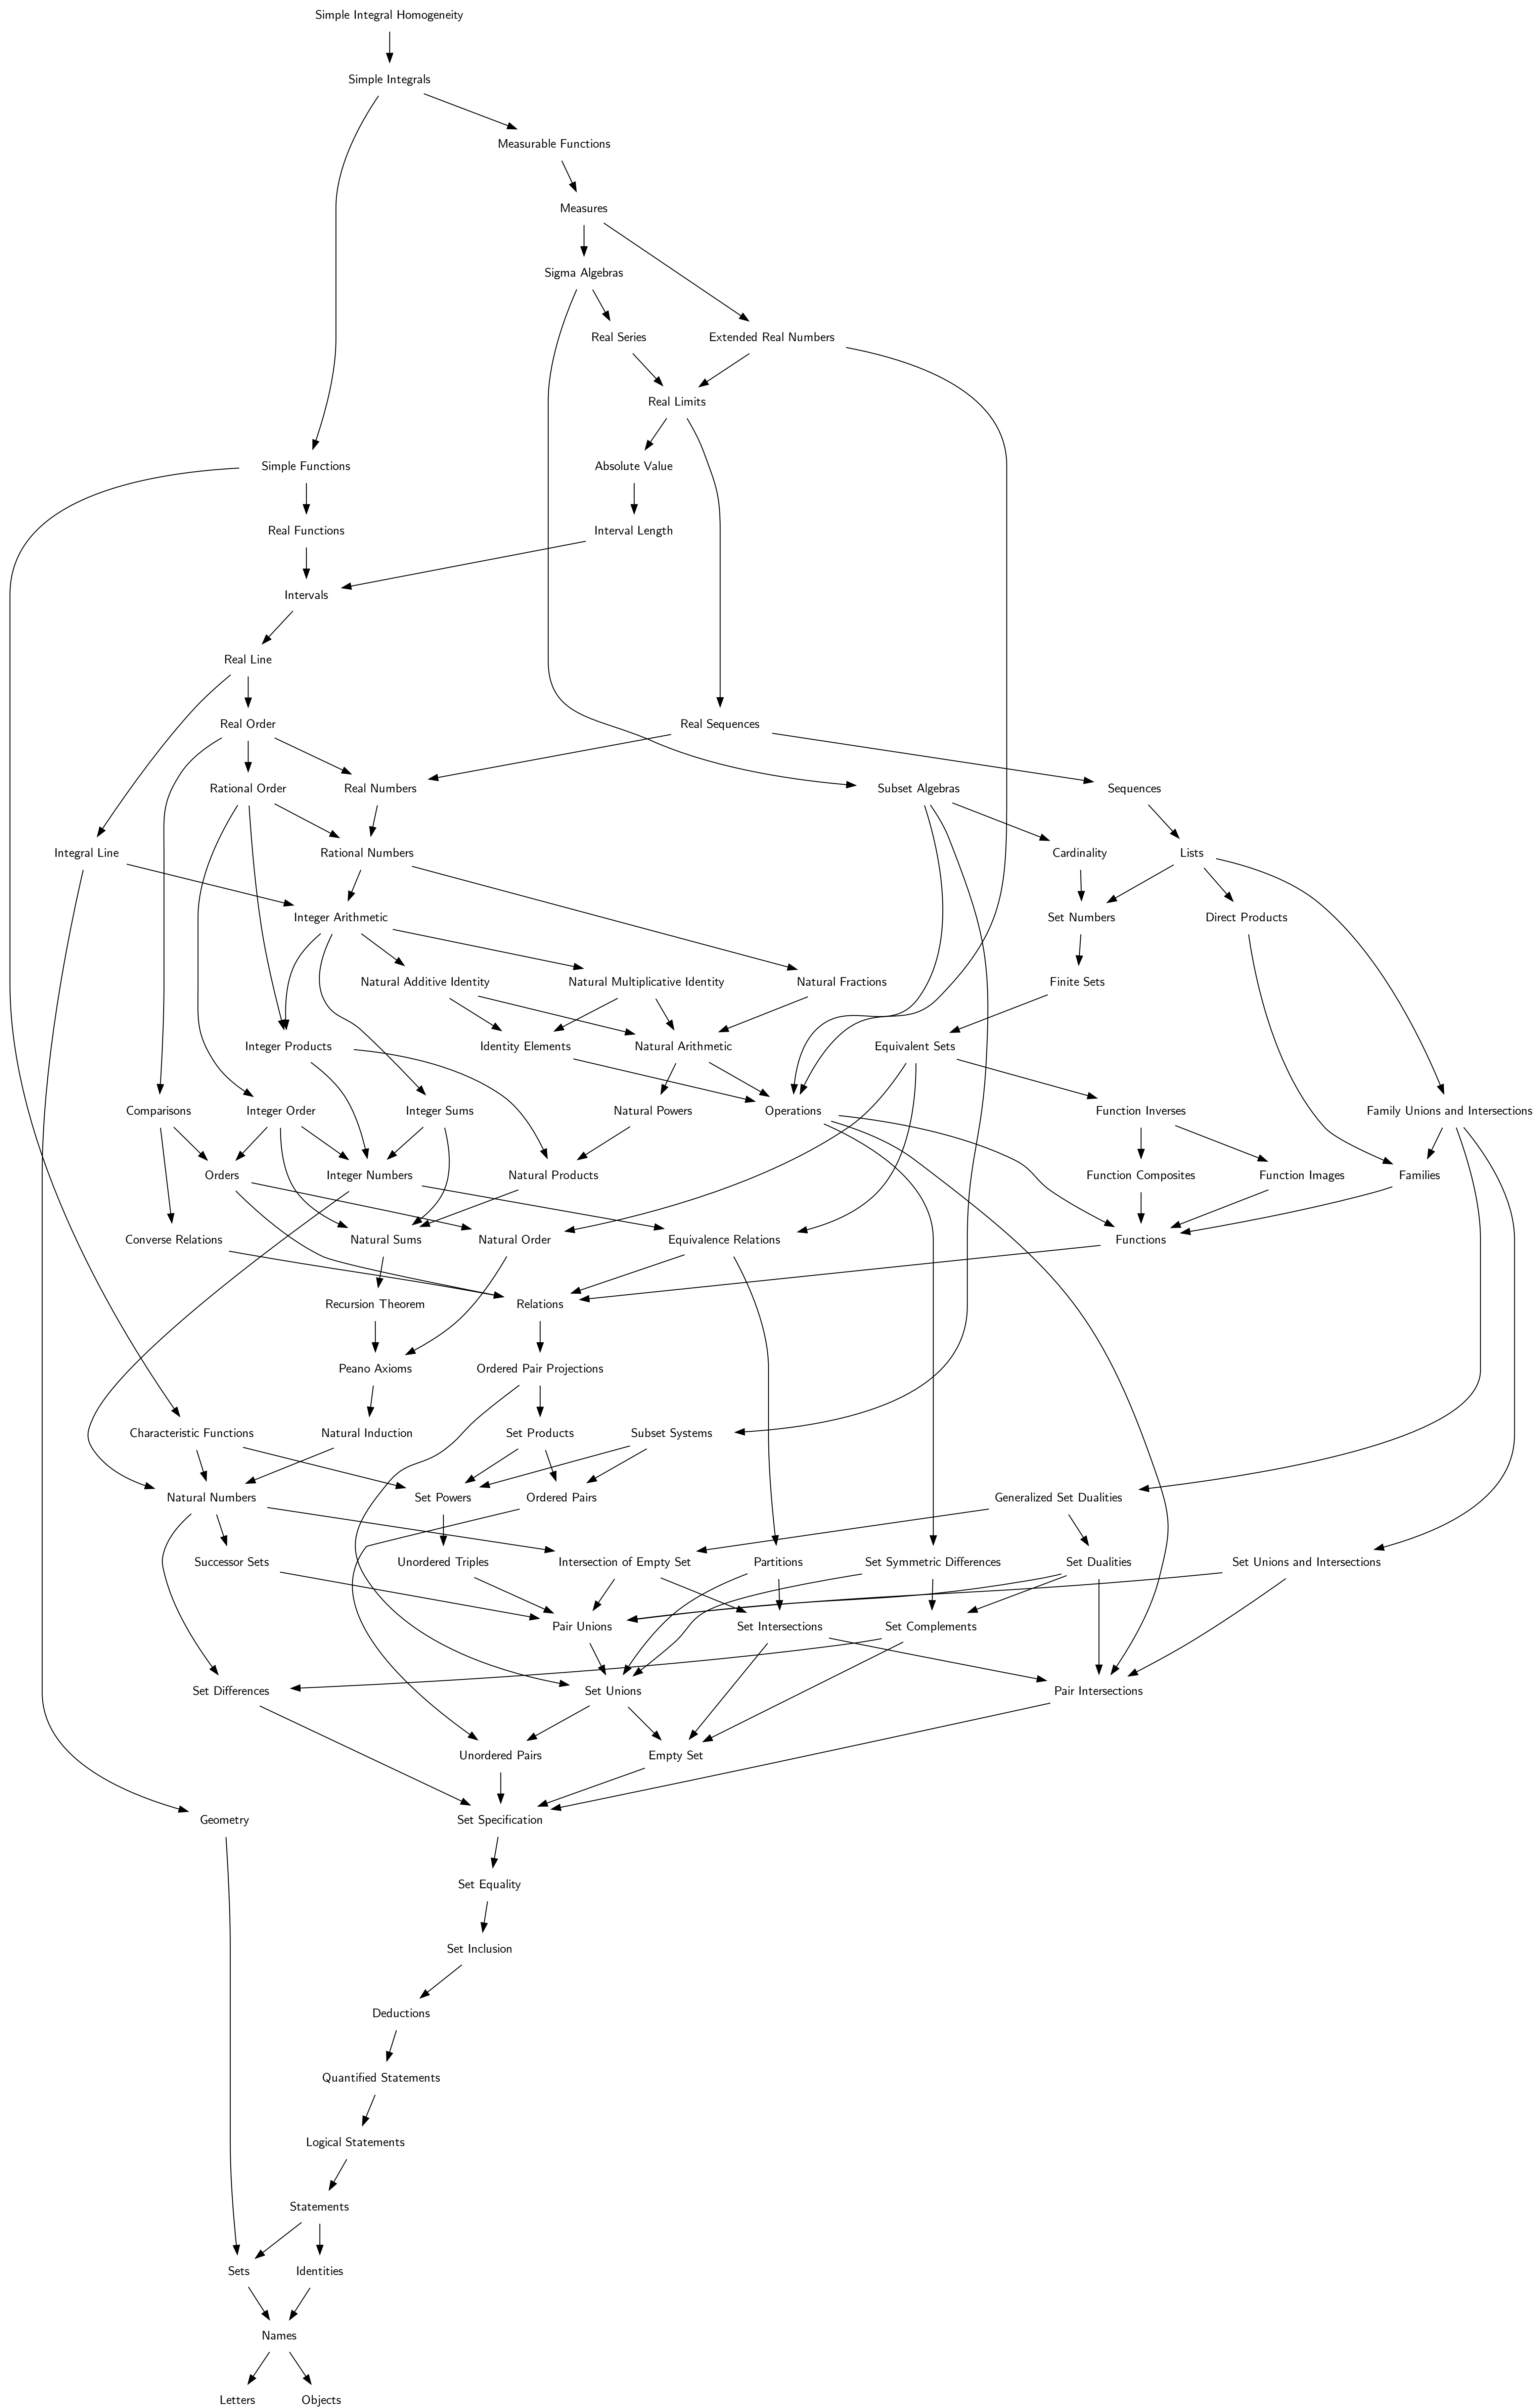 Simple Integral Homogeneity
Simple Integrals
Measurable Functions
Measures
Sigma Algebras
Real Series
Extended Real Numbers
Real Limits
Simple Functions
Absolute Value
Real Functions
Interval Length
Intervals
Real Line
Real Order
Real Sequences
Rational Order
Real Numbers
Subset Algebras
Sequences
Integral Line
Rational Numbers
Cardinality
Lists
Integer Arithmetic
Set Numbers
Direct Products
Natural Additive Identity
Natural Multiplicative Identity
Natural Fractions
Finite Sets
Integer Products
Identity Elements
Natural Arithmetic
Equivalent Sets
Comparisons
Integer Order
Integer Sums
Natural Powers
Operations
Function Inverses
Family Unions and Intersections
Orders
Integer Numbers
Natural Products
Function Composites
Function Images
Families
Converse Relations
Natural Sums
Natural Order
Equivalence Relations
Functions
Recursion Theorem
Relations
Peano Axioms
Ordered Pair Projections
Characteristic Functions
Natural Induction
Set Products
Subset Systems
Natural Numbers
Set Powers
Ordered Pairs
Generalized Set Dualities
Successor Sets
Unordered Triples
Intersection of Empty Set
Partitions
Set Symmetric Differences
Set Dualities
Set Unions and Intersections
Pair Unions
Set Intersections
Set Complements
Set Differences
Set Unions
Pair Intersections
Unordered Pairs
Empty Set
Geometry
Set Specification
Set Equality
Set Inclusion
Deductions
Quantified Statements
Logical Statements
Statements
Sets
Identities
Names
Letters
Objects